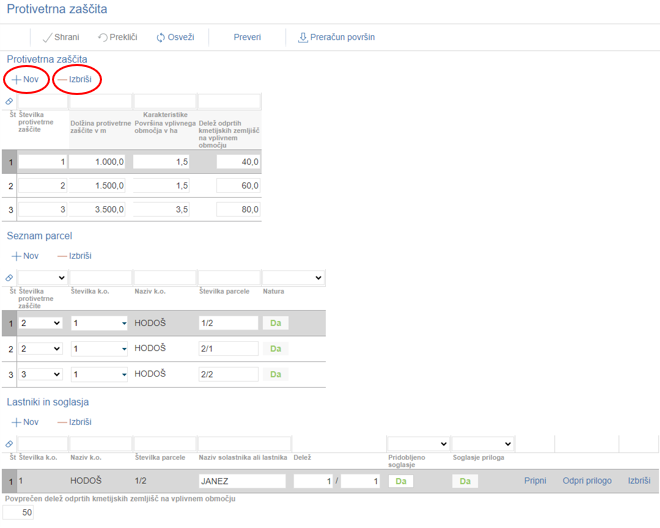 Protivetrna zaščita
Shrani Prekliči Osveži Preveri Preračun površin
Protivetrna zaščita
Nov Izbriši
Karakteristike
Št Številka protivetrne zaščite Dolžina protivetrne zaščite v m Površina vplivnega območja v ha Delež odprtih kmetijskih zemljišč na vplivnem območju
1 1 1.000,0 1,5 40,0
2 2 1.500,0 1,5 60,0
3 3 3.500,0 3,5 80,0
Seznam parcel
Nov Izbriši
Št Številka protivetrne zaščite Številka k.o. Naziv k.o. Številka parcele Natura
1 2 1 HODOŠ 1/2 Da
2 2 1 HODOŠ 2/1 Da
3 3 1 HODOŠ 2/2 Da
Lastniki in soglasja
Nov Izbriši
Št Številka k.o. Naziv k.o. Številka parcele Naziv solastnika ali lastnika Delež Pridobljeno soglasje Soglasje priloga
1 1 HODOŠ 1/2 JANEZ 1 / 1 Da Da Pripni Odpri prilogo Izbriši
Povprečen delež odprtih kmetijskih zemljišč na vplivnem območju
50